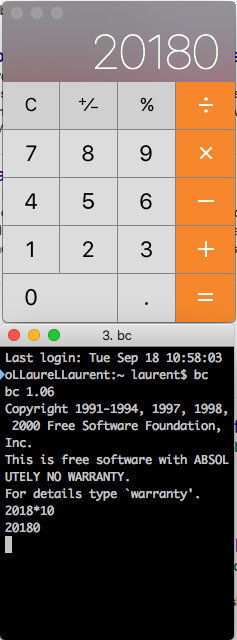 20180
C +/− % ÷
7 8 9 ×
4 5 6 −
1 2 3 +
0 . =
3. bc
Last login: Tue Sep 18 10:58:03
oLLaureLLaurent:~ laurent$ bc
bc 1.06
Copyright 1991-1994, 1997, 1998,
2000 Free Software Foundation,
Inc.
This is free software with ABSOL
UTELY NO WARRANTY.
For details type `warranty'.
2018*10
20180